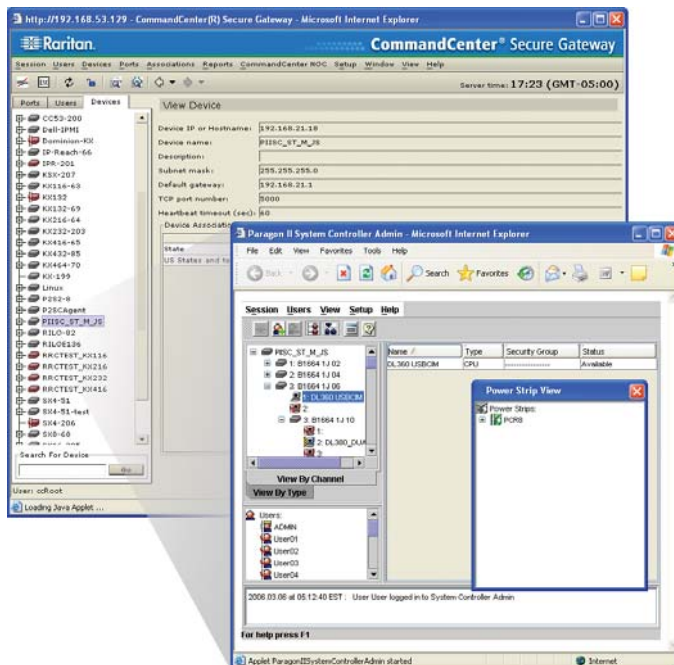 http://192.168.53.129 - CommandCenter(R) Secure Gateway - Microsoft Internet Explorer
Raritan.
CommandCenter® Secure Gateway
Session Users Devices Ports Associations Reports CommandCenter NOC Setup Window View Help
Server time: 17:23 (GMT-05:00)
Ports Users Devices
CC53-200
Dell-IPMI
Dominion-KX
IP-Reach-66
IPR-201
KSX-207
KX116-63
KX132
KX132-69
KX216-64
KX232-203
KX416-65
KX432-85
KX464-70
KX-199
Linux
P2S2-8
P2SCAgent
PIISC_ST_M_JS
RILO-82
RILOE136
RRCTEST_KX116
RRCTEST_KX216
RRCTEST_KX232
RRCTEST_KX416
SX4-51
SX4-51-test
SX4-206
SX8-60
Search For Device
Go
User: ccRoot
Loading Java Applet ...
View Device
Device IP or Hostname: 192.168.21.18
Device name: PIISC_ST_M_JS
Description:
Subnet mask: 255.255.255.0
Default gateway: 192.168.21.1
TCP port number: 5000
Heartbeat timeout (sec): 60
Device Associatio
State
US States and te
Paragon II System Controller Admin - Microsoft Internet Explorer
File Edit View Favorites Tools Help
Back Search Favorites
Session Users View Setup Help
PIISC_ST_M_JS
1: B1664 1J 02
2: B1664 1J 04
3: B1664 1J 06
1: DL360 USBCIM
2:
3: B1664 1J 10
1:
2: DL380_DUA
3:
View By Channel
View By Type
Name / Type Security Group Status
DL360 USBCIM CPU --------------- Available
Power Strip View
Power Strips:
PCR8
Users:
ADMIN
User01
User02
User03
User04
2006.03.06 at 05:12:40 EST : User User logged in to System Controller Admin
For help press F1
Applet ParagonIISystemControllerAdmin started
Internet